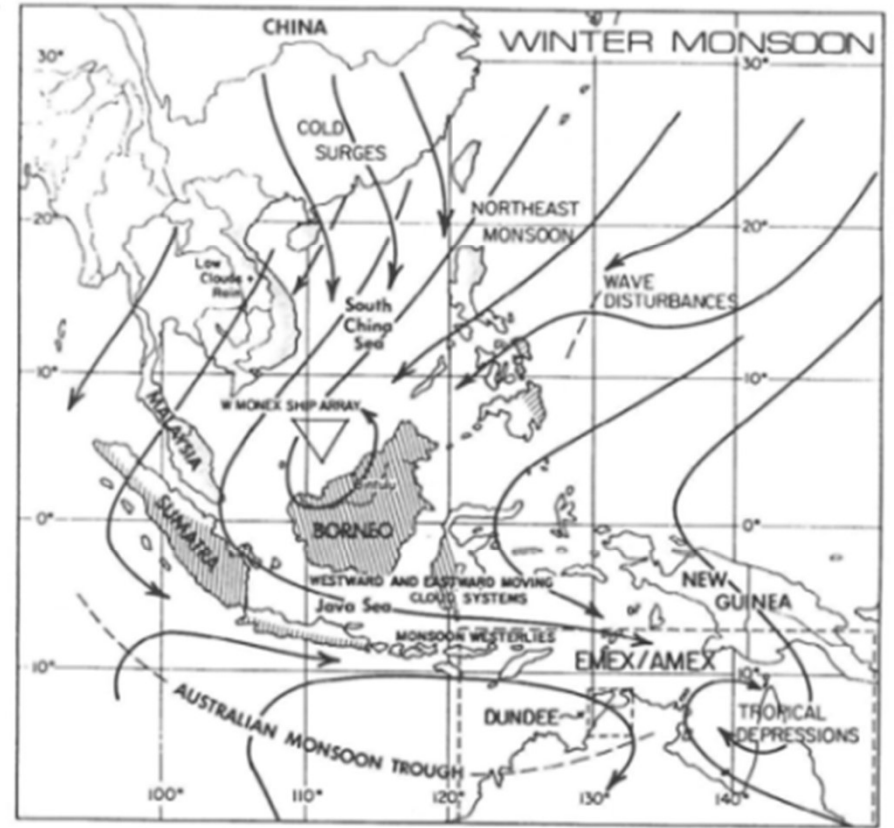 CHINA
WINTER MONSOON
30°
30°
COLD
SURGES
NORTHEAST
MONSOON
20°
20°
Low
Clouds +
Rain
South
China
Sea
WAVE
DISTURBANCES
10°
10°
W MONEX SHIP ARRAY
MALAYSIA
Bintulu
SUMATRA
BORNEO
0°
0°
WESTWARD AND EASTWARD MOVING
CLOUD SYSTEMS
NEW
GUINEA
Java Sea
MONSOON WESTERLIES
EMEX/AMEX
10°
10°
AUSTRALIAN MONSOON TROUGH
DUNDEE
TROPICAL
DEPRESSIONS
100°
110°
120°
130°
140°